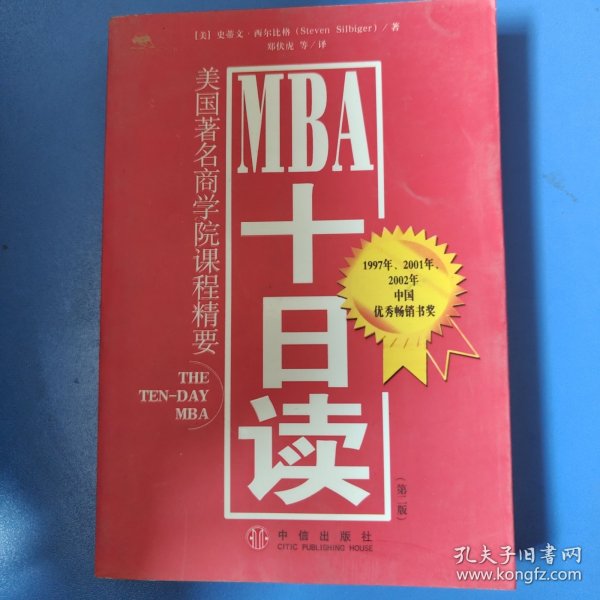 [美] 史蒂文·西尔比格(Steven Silbiger)/著
郑伏虎 等/译
美国著名商学院课程精要
THE
TEN-DAY
MBA
MBA
十日读
1997年、2001年、
2002年
中国
优秀畅销书奖
(第二版)
中信出版社
CITIC PUBLISHING HOUSE
孔夫子旧书网
www.kongfz.com